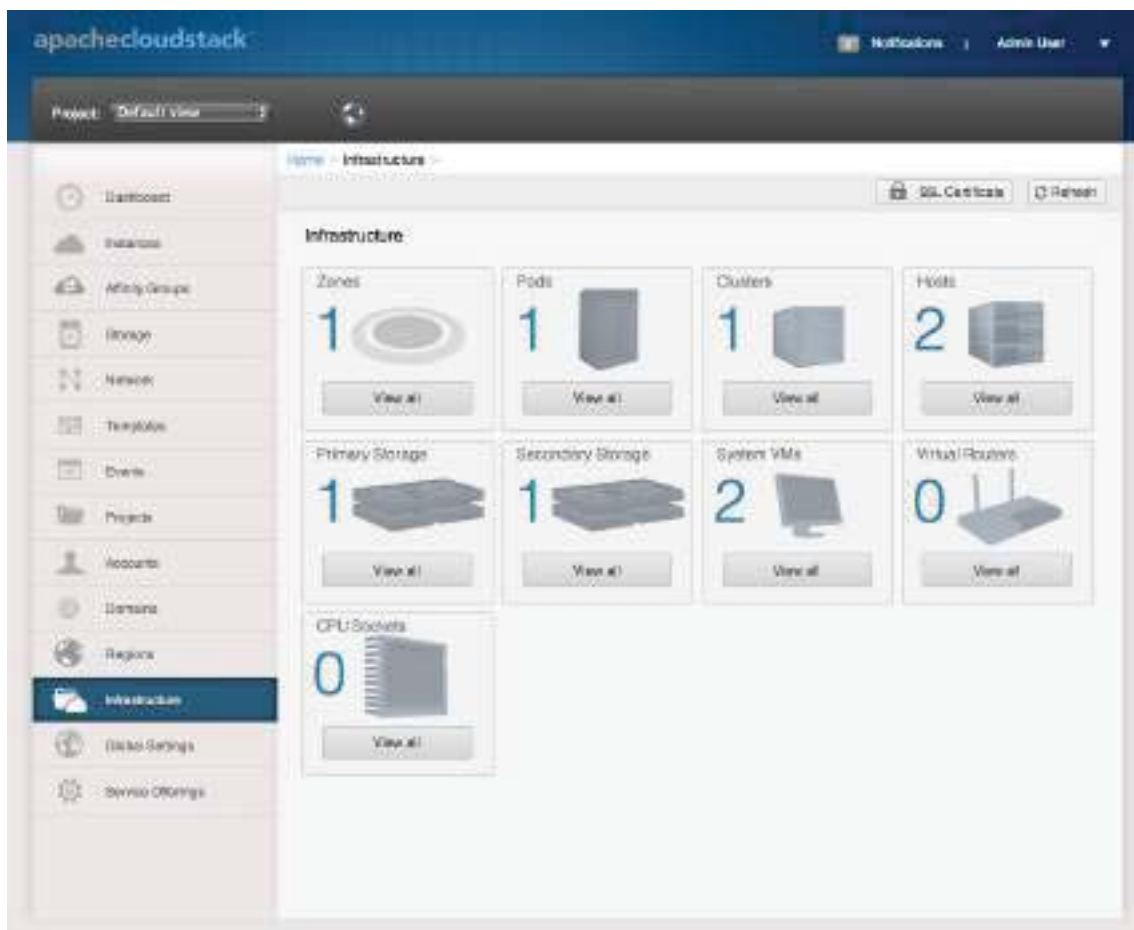 apachecloudstack
Notifications
Admin User
Project: Default view
Home > Infrastructure >
SSL Certificate
Refresh
Dashboard
Instances
Affinity Groups
Storage
Network
Templates
Events
Projects
Accounts
Domains
Regions
Infrastructure
Global Settings
Service Offerings
Infrastructure
Zones
1
View all
Pods
1
View all
Clusters
1
View all
Hosts
2
View all
Primary Storage
1
View all
Secondary Storage
1
View all
System VMs
2
View all
Virtual Routers
0
View all
CPU Sockets
0
View all